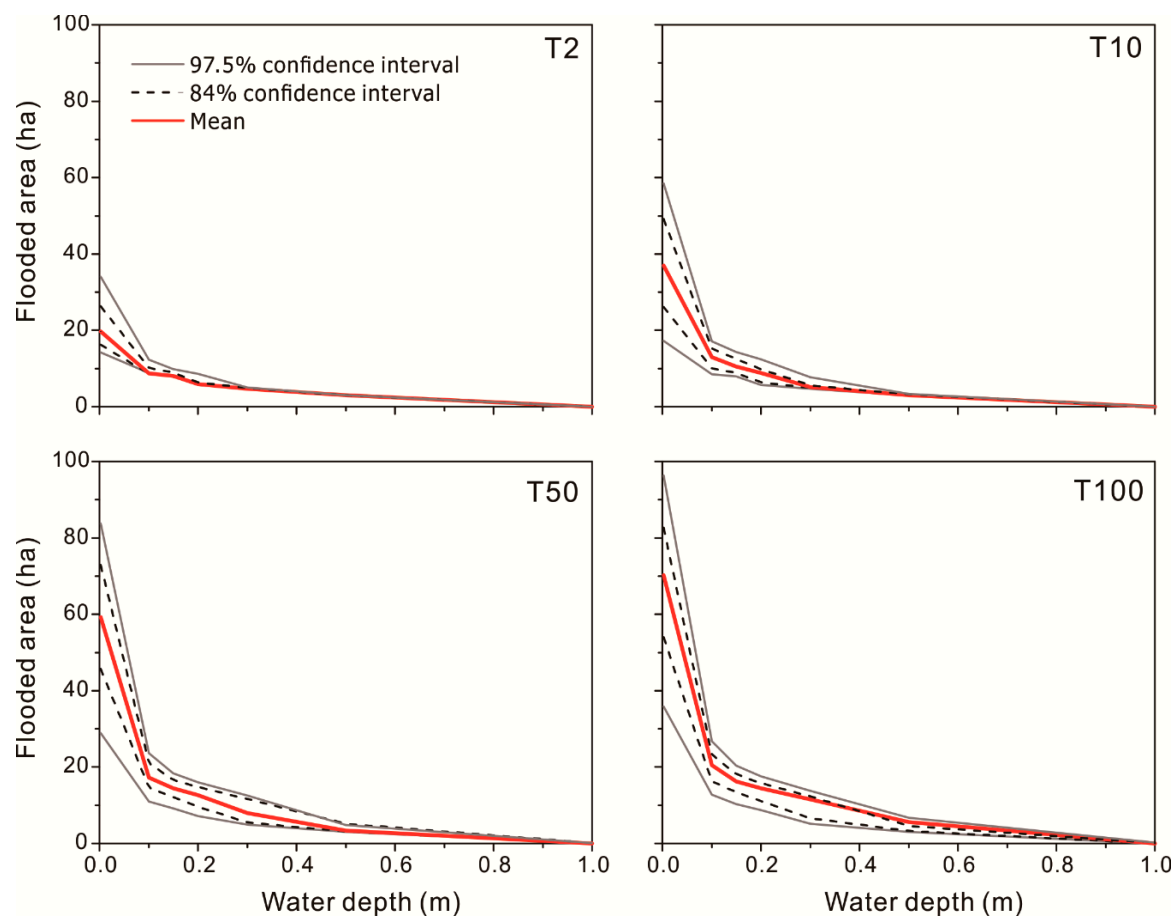 100
80
60
40
20
0
Flooded area (ha)
97.5% confidence interval
84% confidence interval
Mean
T2
T10
100
80
60
40
20
0
Flooded area (ha)
T50
T100
0.0 0.2 0.4 0.6 0.8 1.0
0.0 0.2 0.4 0.6 0.8 1.0
Water depth (m)
Water depth (m)